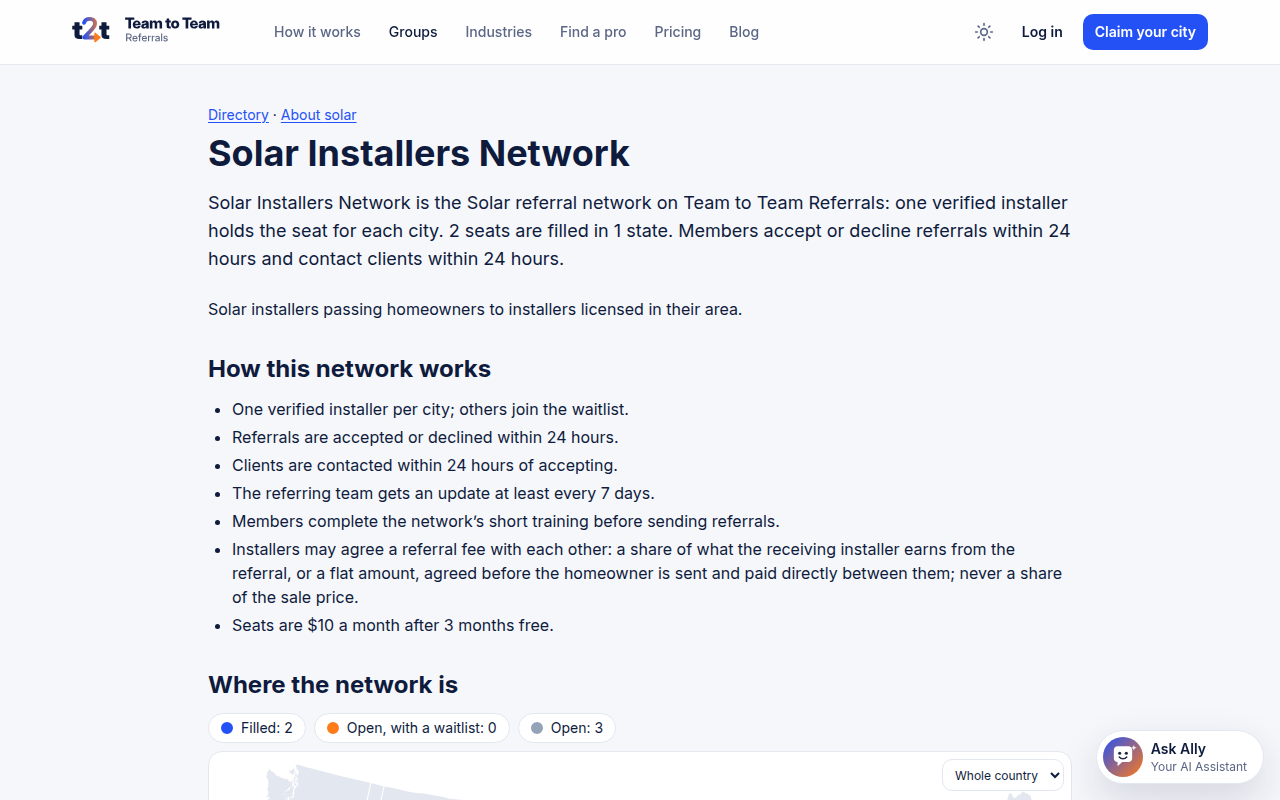 t2t Team to Team
Referrals
How it works
Groups
Industries
Find a pro
Pricing
Blog
Log in
Claim your city
Directory · About solar
Solar Installers Network
Solar Installers Network is the Solar referral network on Team to Team Referrals: one verified installer
holds the seat for each city. 2 seats are filled in 1 state. Members accept or decline referrals within 24
hours and contact clients within 24 hours.
Solar installers passing homeowners to installers licensed in their area.
How this network works
• One verified installer per city; others join the waitlist.
• Referrals are accepted or declined within 24 hours.
• Clients are contacted within 24 hours of accepting.
• The referring team gets an update at least every 7 days.
• Members complete the network’s short training before sending referrals.
• Installers may agree a referral fee with each other: a share of what the receiving installer earns from the
referral, or a flat amount, agreed before the homeowner is sent and paid directly between them; never a share
of the sale price.
• Seats are $10 a month after 3 months free.
Where the network is
Filled: 2
Open, with a waitlist: 0
Open: 3
Whole country
Ask Ally
Your AI Assistant